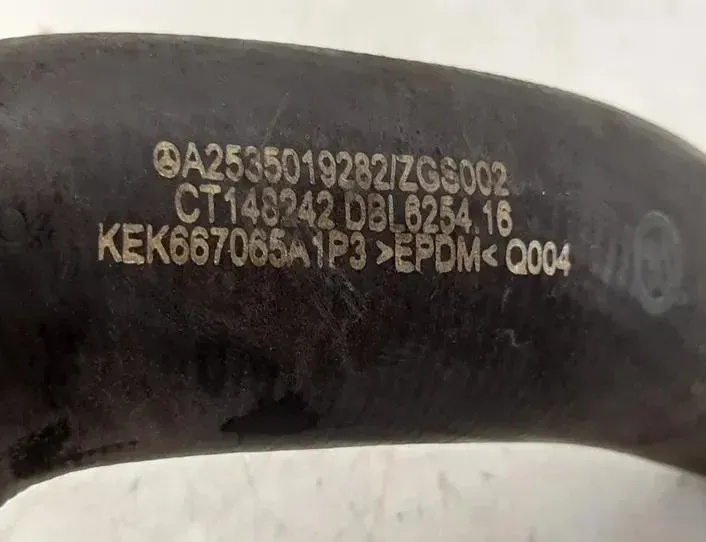 A2535019282/ZGS002
CT148242 DBL6254.16
KEK667065A1P3 >EPDM< Q004